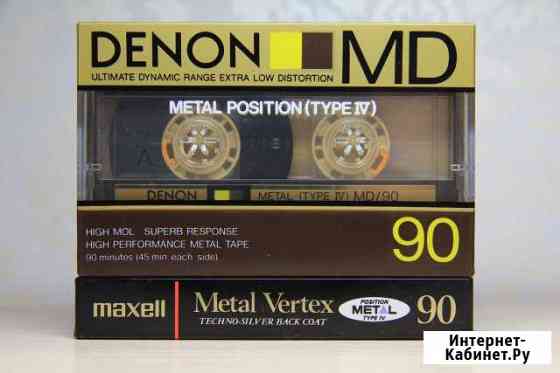 DENON MD
ULTIMATE DYNAMIC RANGE EXTRA LOW DISTORTION
METAL POSITION (TYPE IV)
A
DENON METAL-(TYPE IV) MD/90
HIGH MOL SUPERB RESPONSE
HIGH PERFORMANCE METAL TAPE
90 minutes (45 min. each side)
90
maxell Metal Vertex POSITION METAL TYPE IV 90
TECHNO-SILVER BACK COAT
Интернет-
Кабинет.Ру